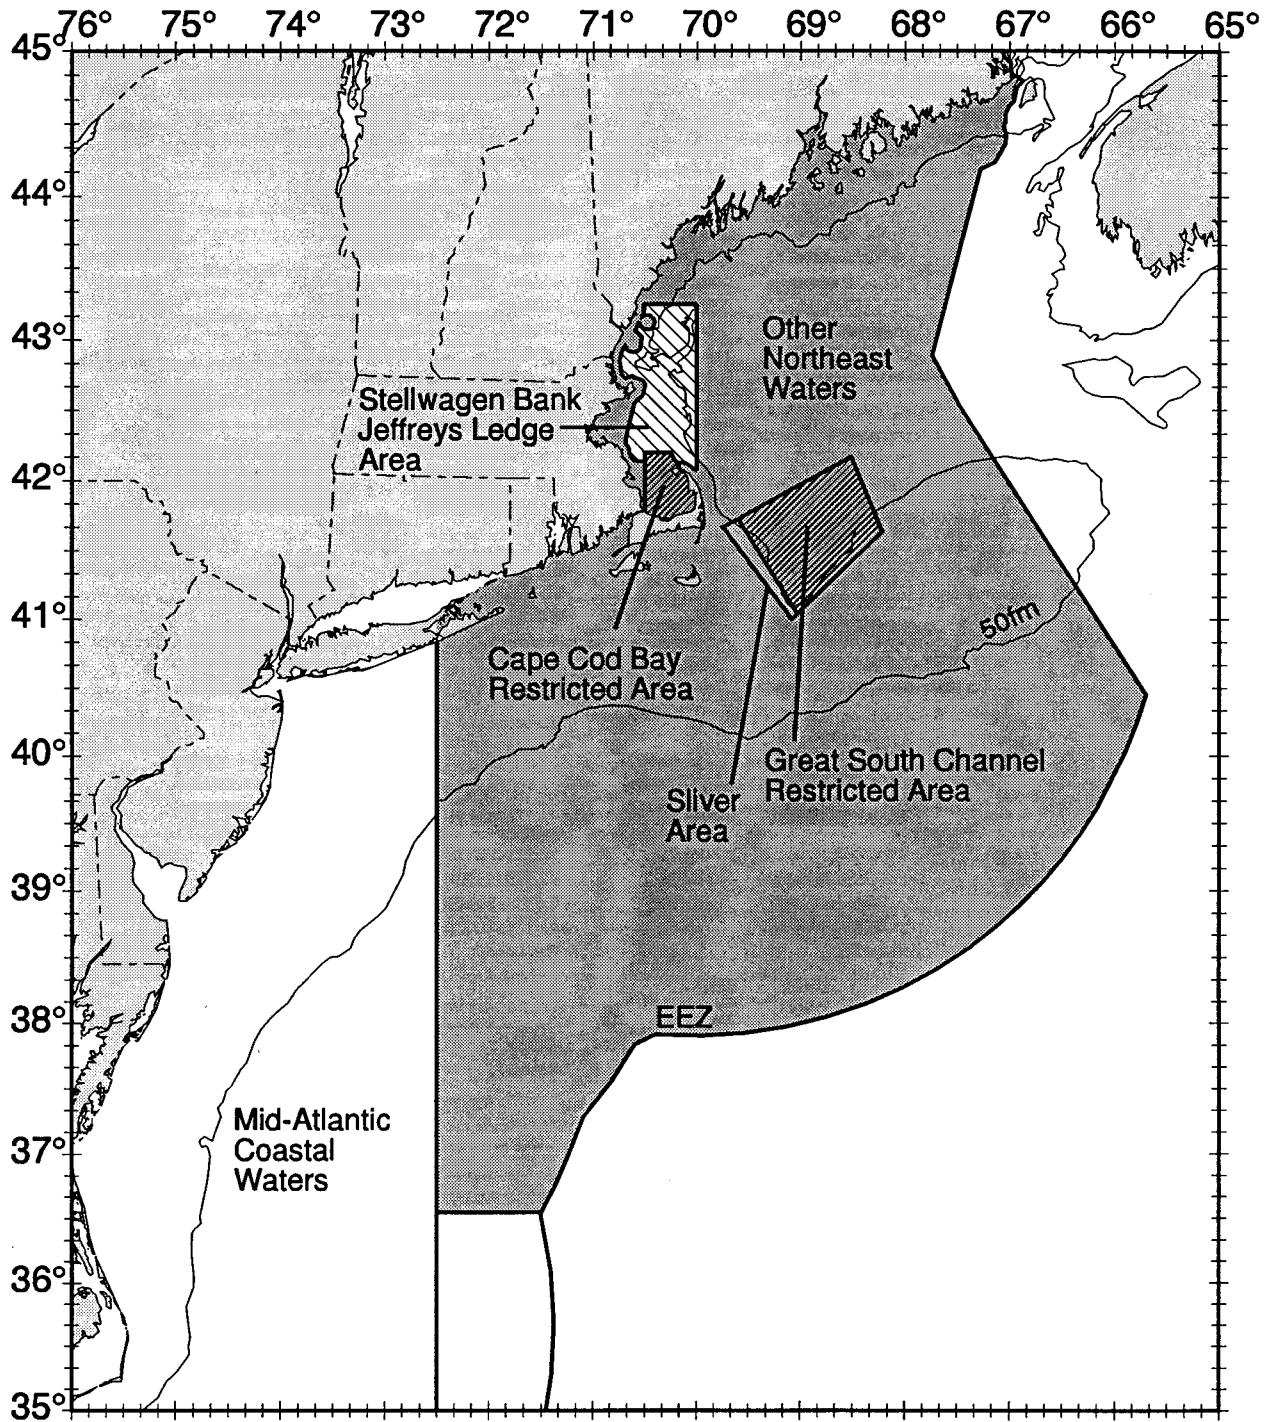 76° 75° 74° 73° 72° 71° 70° 69° 68° 67° 66° 65°
45°
44°
43°
42°
41°
40°
39°
38°
37°
36°
35°
Other
Northeast
Waters
Stellwagen Bank
Jeffreys Ledge
Area
50fm
Cape Cod Bay
Restricted Area
Great South Channel
Restricted Area
Sliver
Area
EEZ
Mid-Atlantic
Coastal
Waters